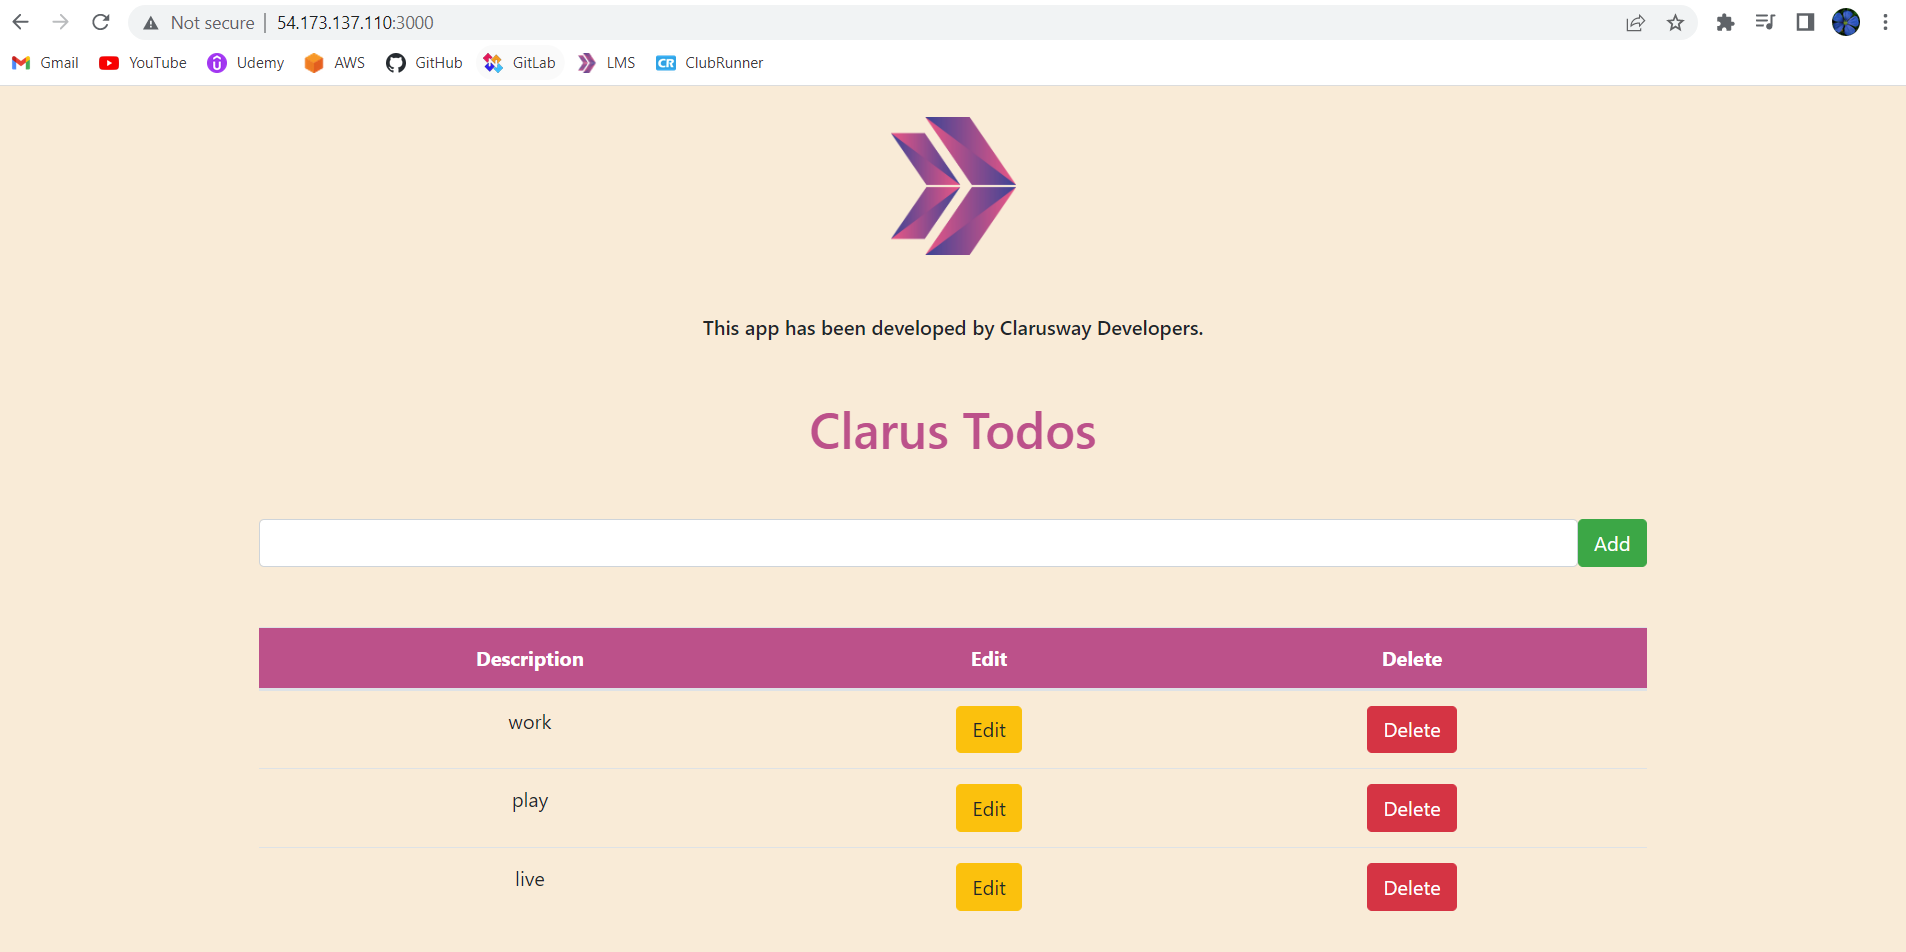 Not secure | 54.173.137.110:3000
Gmail YouTube Udemy AWS GitHub GitLab LMS CR ClubRunner
This app has been developed by Clarusway Developers.
Clarus Todos
Add
Description Edit Delete
work Edit Delete
play Edit Delete
live Edit Delete